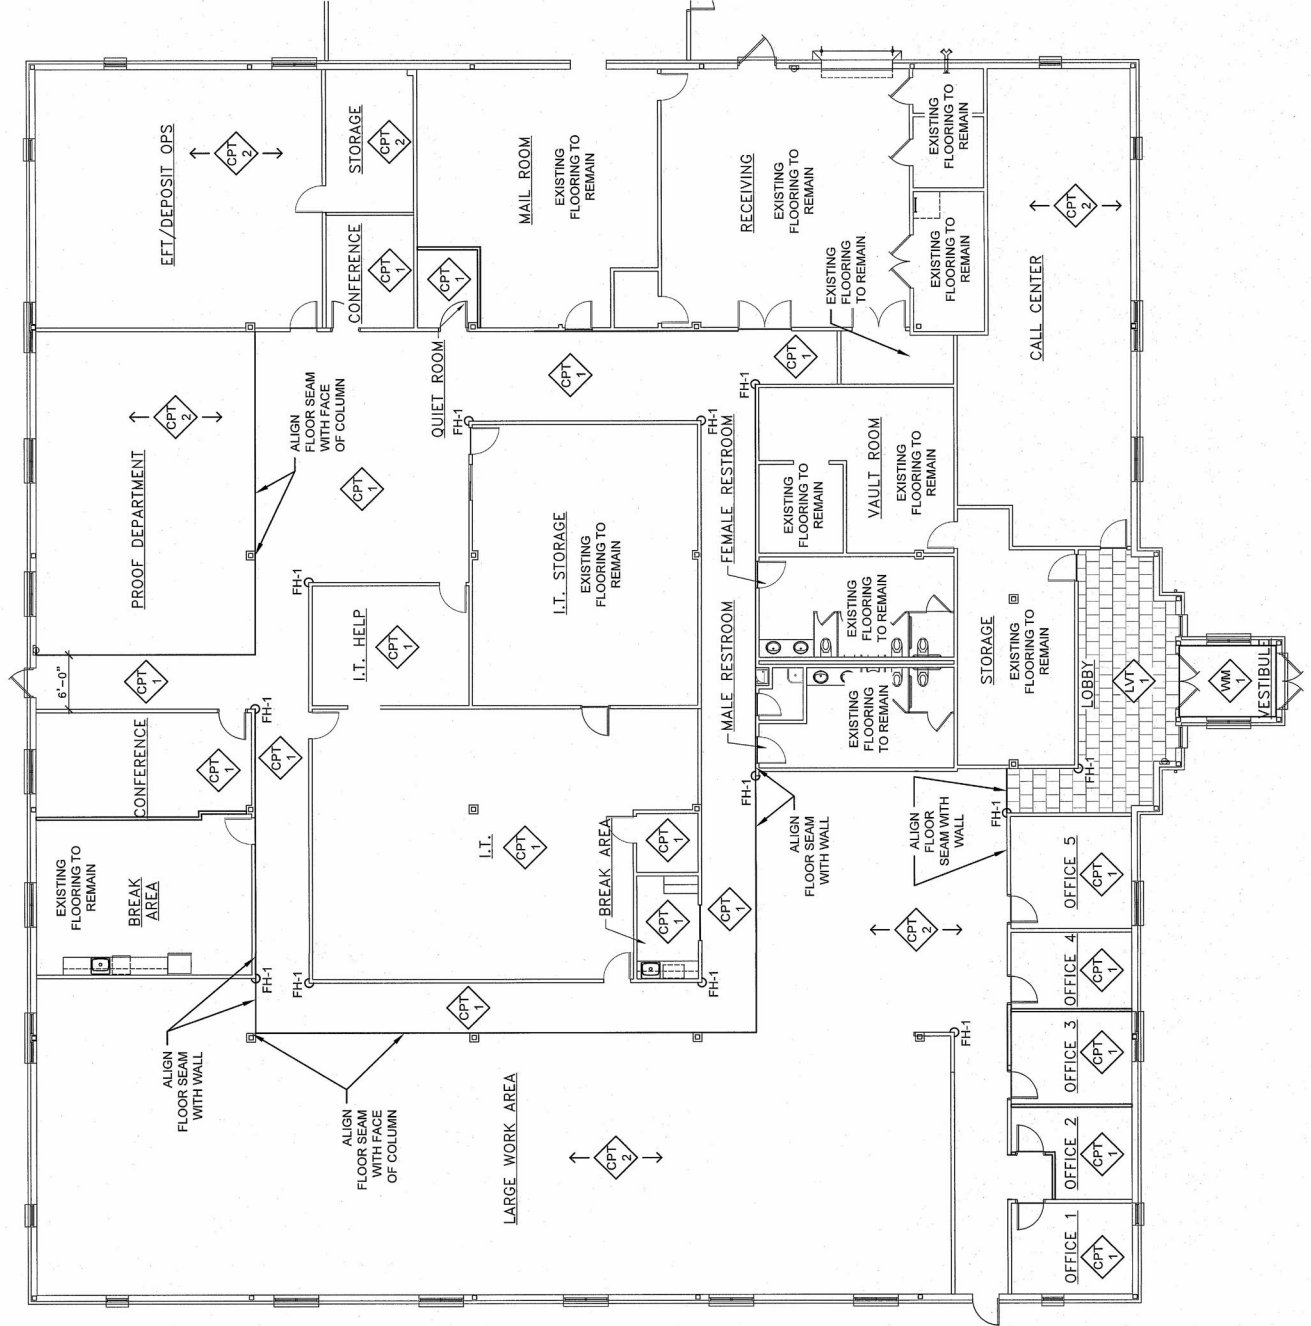 EFT/DEPOSIT OPS
CPT
2
STORAGE
CPT
2
MAIL ROOM
EXISTING
FLOORING TO
REMAIN
RECEIVING
EXISTING
FLOORING TO
REMAIN
EXISTING
FLOORING TO
REMAIN
EXISTING
FLOORING TO
REMAIN
EXISTING
FLOORING
TO REMAIN
CPT
2
CALL CENTER
CONFERENCE
CPT
1
CPT
1
QUIET ROOM
CPT
1
CPT
1
PROOF DEPARTMENT
CPT
2
ALIGN
FLOOR SEAM
WITH FACE
OF COLUMN
CPT
1
FH-1
FH-1
FH-1
FH-1
I.T. STORAGE
EXISTING
FLOORING TO
REMAIN
FEMALE RESTROOM
EXISTING
FLOORING TO
REMAIN
VAULT ROOM
EXISTING
FLOORING TO
REMAIN
6'-0"
CPT
1
I.T. HELP
CPT
1
MALE RESTROOM
EXISTING
FLOORING
TO REMAIN
EXISTING
FLOORING
TO REMAIN
STORAGE
EXISTING
FLOORING TO
REMAIN
LOBBY
LVT
1
WM
1
VESTIBULE
CONFERENCE
CPT
1
FH-1
CPT
1
FH-1
FH-1
FH-1
EXISTING
FLOORING TO
REMAIN
BREAK
AREA
I.T.
CPT
1
BREAK AREA
CPT
1
CPT
1
CPT
1
ALIGN
FLOOR SEAM
WITH WALL
ALIGN
FLOOR
SEAM WITH
WALL
CPT
2
OFFICE 5
CPT
1
OFFICE 4
CPT
1
OFFICE 3
CPT
1
OFFICE 2
CPT
1
OFFICE 1
CPT
1
FH-1
FH-1
FH-1
FH-1
CPT
1
ALIGN
FLOOR SEAM
WITH WALL
ALIGN
FLOOR SEAM
WITH FACE
OF COLUMN
LARGE WORK AREA
CPT
2